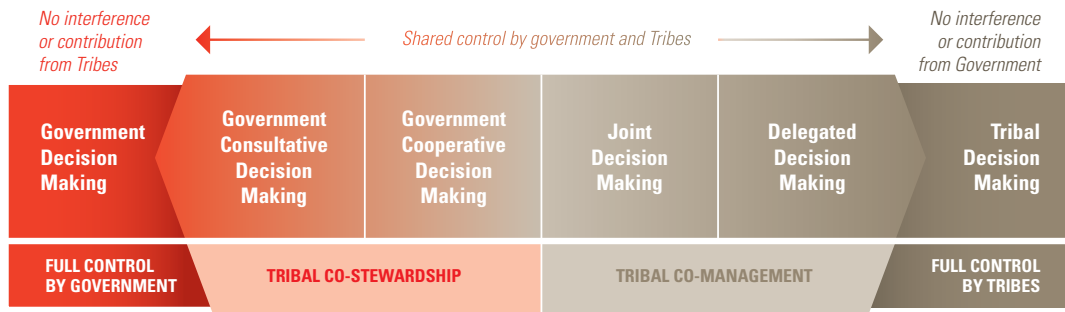 No interference
or contribution
from Tribes
Shared control by government and Tribes
No interference
or contribution
from Government
Government
Decision
Making
Government
Consultative
Decision
Making
Government
Cooperative
Decision
Making
Joint
Decision
Making
Delegated
Decision
Making
Tribal
Decision
Making
FULL CONTROL
BY GOVERNMENT
TRIBAL CO-STEWARDSHIP
TRIBAL CO-MANAGEMENT
FULL CONTROL
BY TRIBES